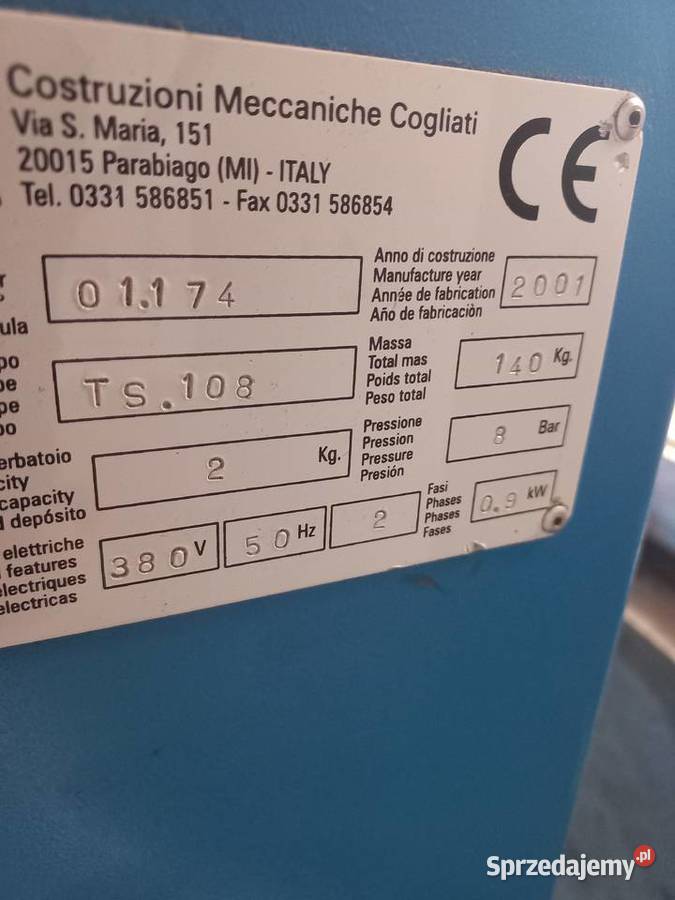 Costruzioni Meccaniche Cogliati
Via S. Maria, 151
20015 Parabiago (MI) - ITALY
Tel. 0331 586851 - Fax 0331 586854
CE
ula
01.174
Anno di costruzione
Manufacture year
Année de fabrication
Año de fabricaciòn
2001
po
pe
pe
po
TS.108
Massa
Total mas
Poids total
Peso total
140 Kg.
erbatoio
city
capacity
l depósito
2 Kg.
Pressione
Pression
Pressure
Presión
8 Bar
elettriche
features
electriques
electricas
380 V
50 Hz
2
Fasi
Phases
Phases
Fases
0.9 kW
Sprzedajemy.pl